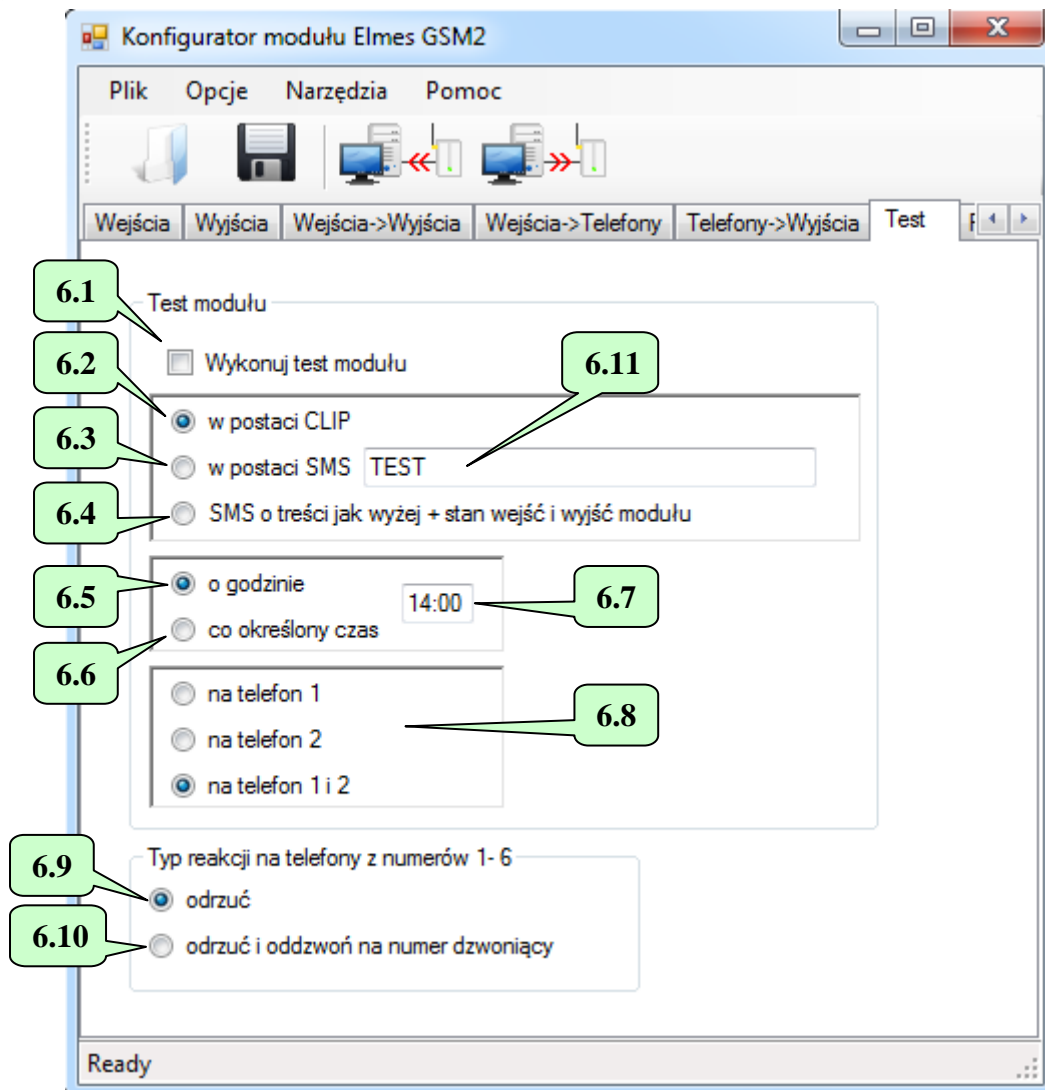 Konfigurator modułu Elmes GSM2
Plik Opcje Narzędzia Pomoc
Wejścia Wyjścia Wejścia->Wyjścia Wejścia->Telefony Telefony->Wyjścia Test
6.1
Test modułu
6.2
Wykonuj test modułu
6.11
w postaci CLIP
6.3
w postaci SMS TEST
6.4
SMS o treści jak wyżej + stan wejść i wyjść modułu
6.5
o godzinie
14:00
6.7
co określony czas
6.6
na telefon 1
6.8
na telefon 2
na telefon 1 i 2
Typ reakcji na telefony z numerów 1- 6
6.9
odrzuć
6.10
odrzuć i oddzwoń na numer dzwoniący
Ready